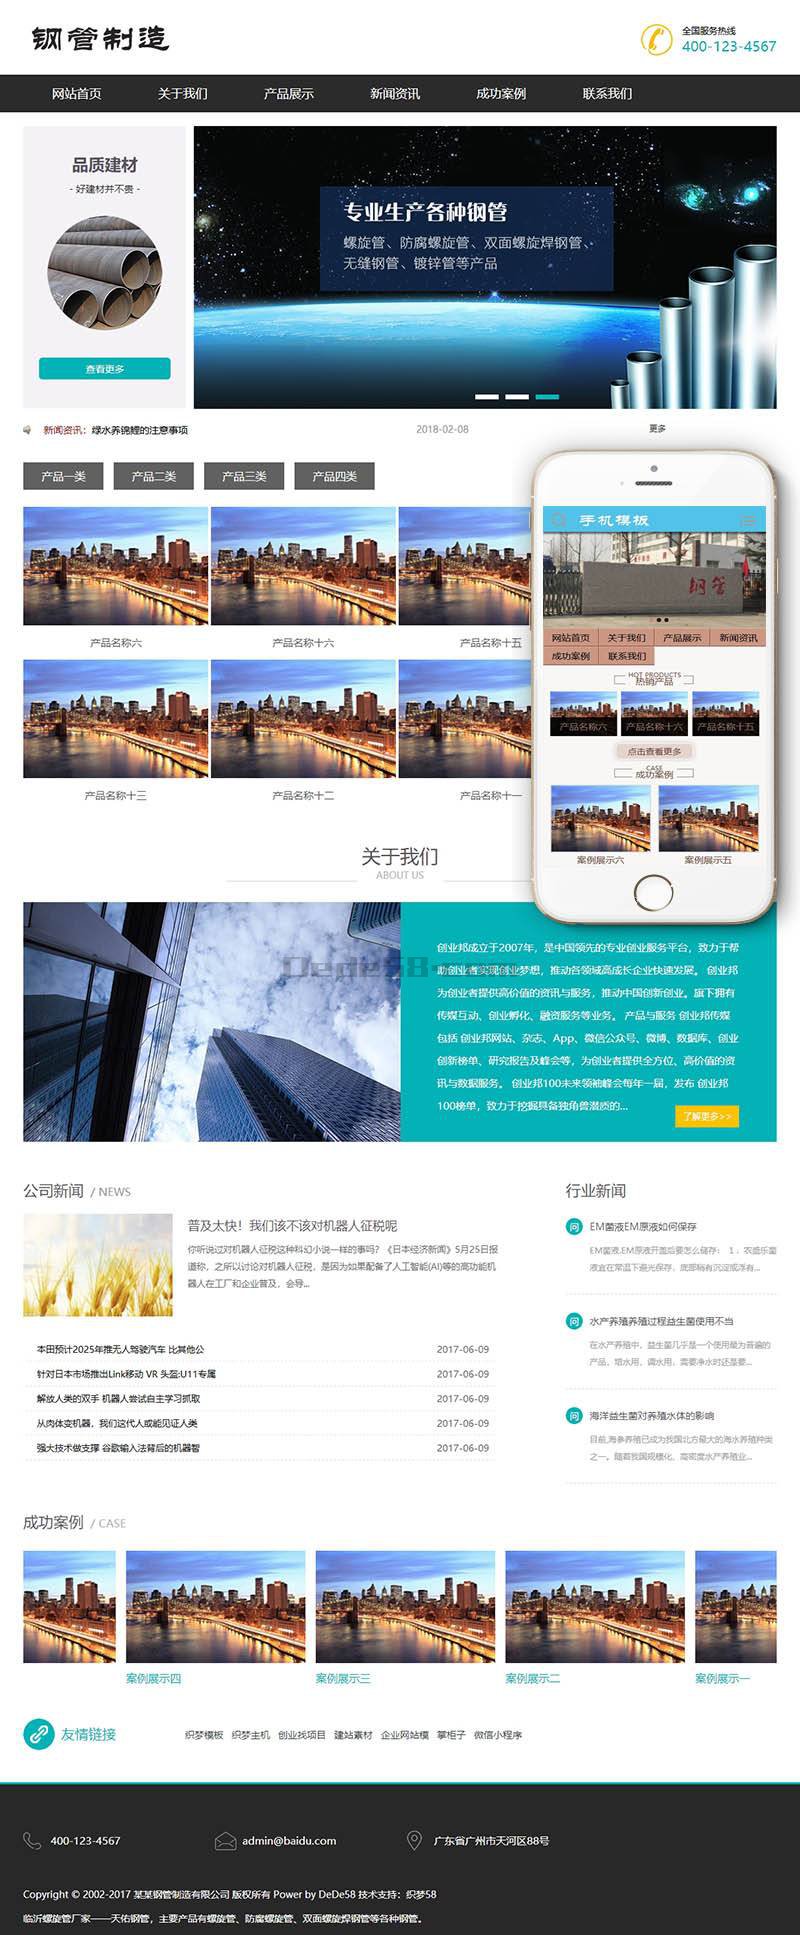 钢管制造
全国服务热线
400-123-4567
网站首页 关于我们 产品展示 新闻资讯 成功案例 联系我们
品质建材
- 好建材并不贵 -
查看更多
专业生产各种钢管
螺旋管、防腐螺旋管、双面螺旋焊钢管、
无缝钢管、镀锌管等产品
新闻资讯：绿水养锦鲤的注意事项 2018-02-08 更多
产品一类 产品二类 产品三类 产品四类
产品名称六 产品名称十六 产品名称十五
产品名称十三 产品名称十二 产品名称十一
手机模板
钢管
网站首页 关于我们 产品展示 新闻资讯
成功案例 联系我们
HOT PRODUCTS
热销产品
产品名称六 产品名称十六 产品名称十五
点击查看更多
CASE
成功案例
案例展示六 案例展示五
关于我们
ABOUT US
Dede58.com
创业邦成立于2007年，是中国领先的专业创业服务平台，致力于帮
助创业者实现创业梦想，推动各领域高成长企业快速发展。 创业邦
为创业者提供高价值的资讯与服务，推动中国创新创业。旗下拥有
传媒互动、创业孵化、融资服务等业务。 产品与服务 创业邦传媒
包括 创业邦网站、杂志、App、微信公众号、微博、数据库、创业
创新榜单、研究报告及峰会等，为创业者提供全方位、高价值的资
讯与数据服务。 创业邦100未来领袖峰会每年一届，发布 创业邦
100榜单，致力于挖掘具备独角兽潜质的...
了解更多>>
公司新闻 / NEWS
普及太快！我们该不该对机器人征税呢
你听说过对机器人征税这种科幻小说一样的事吗？《日本经济新闻》5月25日报
道称，之所以讨论对机器人征税，是因为如果配备了人工智能(AI)等的高功能机
器人在工厂和企业普及，会导...
本田预计2025年推无人驾驶汽车 比其他公 2017-06-09
针对日本市场推出Link移动 VR 头盔:U11专属 2017-06-09
解放人类的双手 机器人尝试自主学习抓取 2017-06-09
从肉体变机器，我们这代人或能见证人类 2017-06-09
强大技术做支撑 谷歌输入法背后的机器智 2017-06-09
行业新闻
问 EM菌液EM原液如何保存
EM菌液.EM原液开盖后要怎么储存： 1 、农盛乐菌
液宜在常温下避光保存，底部稍有沉淀或浮有...
问 水产养殖养殖过程益生菌使用不当
在水产养殖中，益生菌几乎是一个使用最为普遍的
产品，培水用，调水用，需要净水时还是要...
问 海洋益生菌对养殖水体的影响
目前,海参养殖已成为我国北方最大的海水养殖种类
之一。随着我国规模化、高密度水产养殖业...
成功案例 / CASE
案例展示四 案例展示三 案例展示二 案例展示一
友情链接 织梦模板 织梦主机 创业找项目 建站素材 企业网站模 掌柜子 微信小程序
400-123-4567 admin@baidu.com 广东省广州市天河区88号
Copyright © 2002-2017 某某钢管制造有限公司 版权所有 Power by DeDe58 技术支持：织梦58
临沂螺旋管厂家——天佑钢管，主要产品有螺旋管、防腐螺旋管、双面螺旋焊钢管等各种钢管。